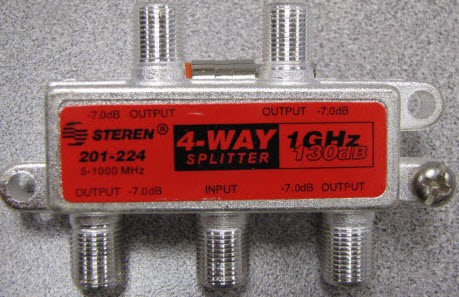 -7.0dB OUTPUT OUTPUT -7.0dB
STEREN® 4-WAY 1GHz
201-224 SPLITTER 130dB
5-1000 MHz
OUTPUT -7.0dB INPUT -7.0dB OUTPUT